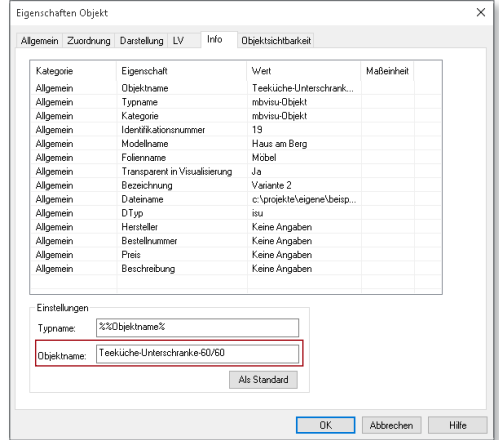 Eigenschaften Objekt
Allgemein Zuordnung Darstellung LV Info Objektsichtbarkeit
Kategorie Eigenschaft Wert Maßeinheit
Allgemein Objektname Teeküche-Unterschrank...
Allgemein Typname mbvisu-Objekt
Allgemein Kategorie mbvisu-Objekt
Allgemein Identifikationsnummer 19
Allgemein Modellname Haus am Berg
Allgemein Folienname Möbel
Allgemein Transparent in Visualisierung Ja
Allgemein Bezeichnung Variante 2
Allgemein Dateiname c:\projekte\eigene\beisp...
Allgemein DTyp isu
Allgemein Hersteller Keine Angaben
Allgemein Bestellnummer Keine Angaben
Allgemein Preis Keine Angaben
Allgemein Beschreibung Keine Angaben
Einstellungen
Typname: %%Objektname%
Objektname: Teeküche-Unterschranke-60/60
Als Standard
OK Abbrechen Hilfe